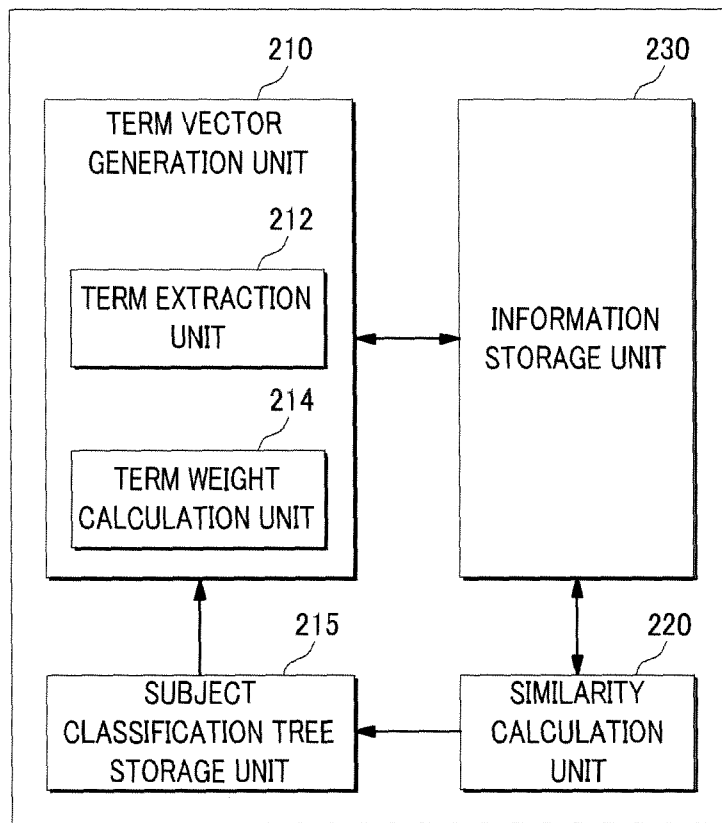 210
TERM VECTOR
GENERATION UNIT
212
TERM EXTRACTION
UNIT
214
TERM WEIGHT
CALCULATION UNIT
230
INFORMATION
STORAGE UNIT
215
SUBJECT
CLASSIFICATION TREE
STORAGE UNIT
220
SIMILARITY
CALCULATION
UNIT